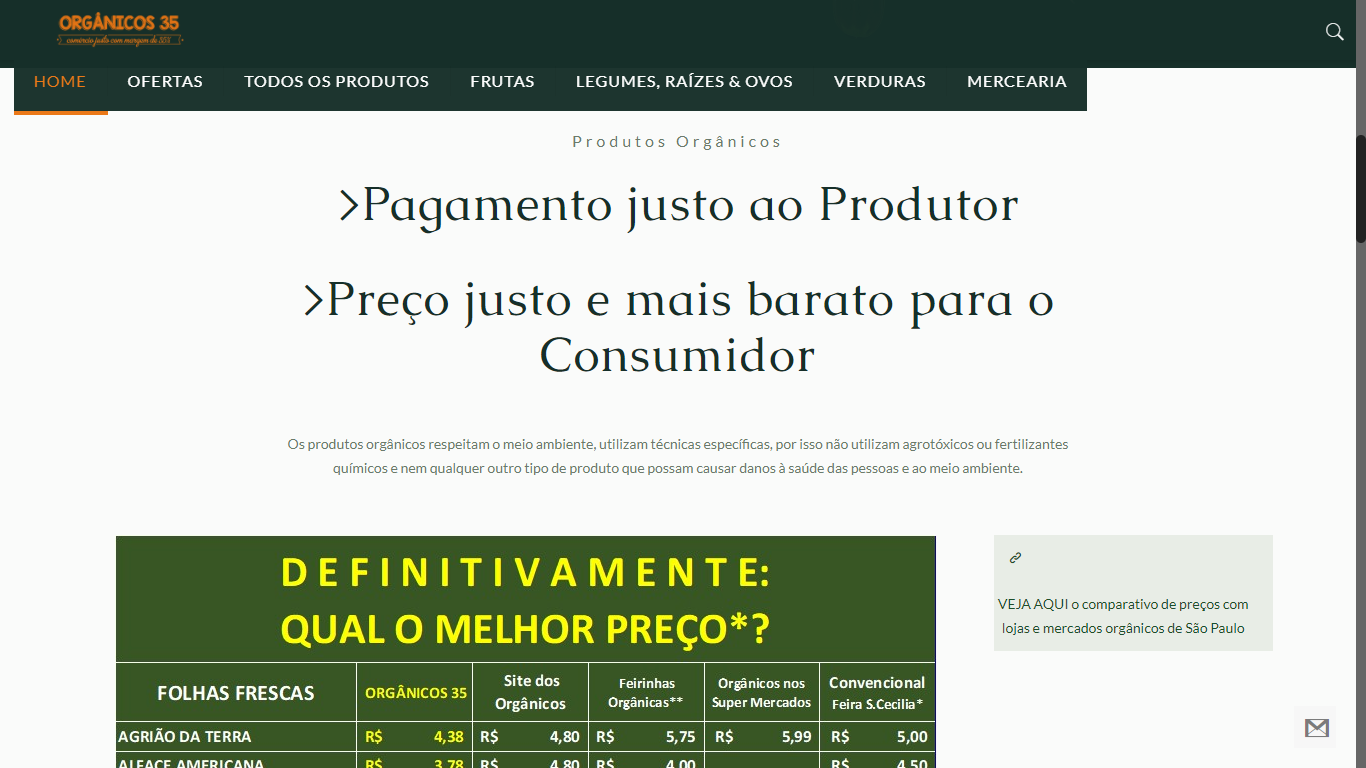 ORGÂNICOS 35
comércio justo com margem de 35%
HOME OFERTAS TODOS OS PRODUTOS FRUTAS LEGUMES, RAÍZES & OVOS VERDURAS MERCEARIA
Produtos Orgânicos
>Pagamento justo ao Produtor
>Preço justo e mais barato para o
Consumidor
Os produtos orgânicos respeitam o meio ambiente, utilizam técnicas específicas, por isso não utilizam agrotóxicos ou fertilizantes
químicos e nem qualquer outro tipo de produto que possam causar danos à saúde das pessoas e ao meio ambiente.
D E F I N I T I V A M E N T E:
QUAL O MELHOR PREÇO*?
FOLHAS FRESCAS
ORGÂNICOS 35
Site dos
Orgânicos
Feirinhas
Orgânicas**
Orgânicos nos
Super Mercados
Convencional
Feira S.Cecilia*
AGRIÃO DA TERRA R$ 4,38 R$ 4,80 R$ 5,75 R$ 5,99 R$ 5,00
ALFACE AMERICANA R$ 3,78 R$ 4,80 R$ 4,00 R$ 4,50
VEJA AQUI o comparativo de preços com
lojas e mercados orgânicos de São Paulo